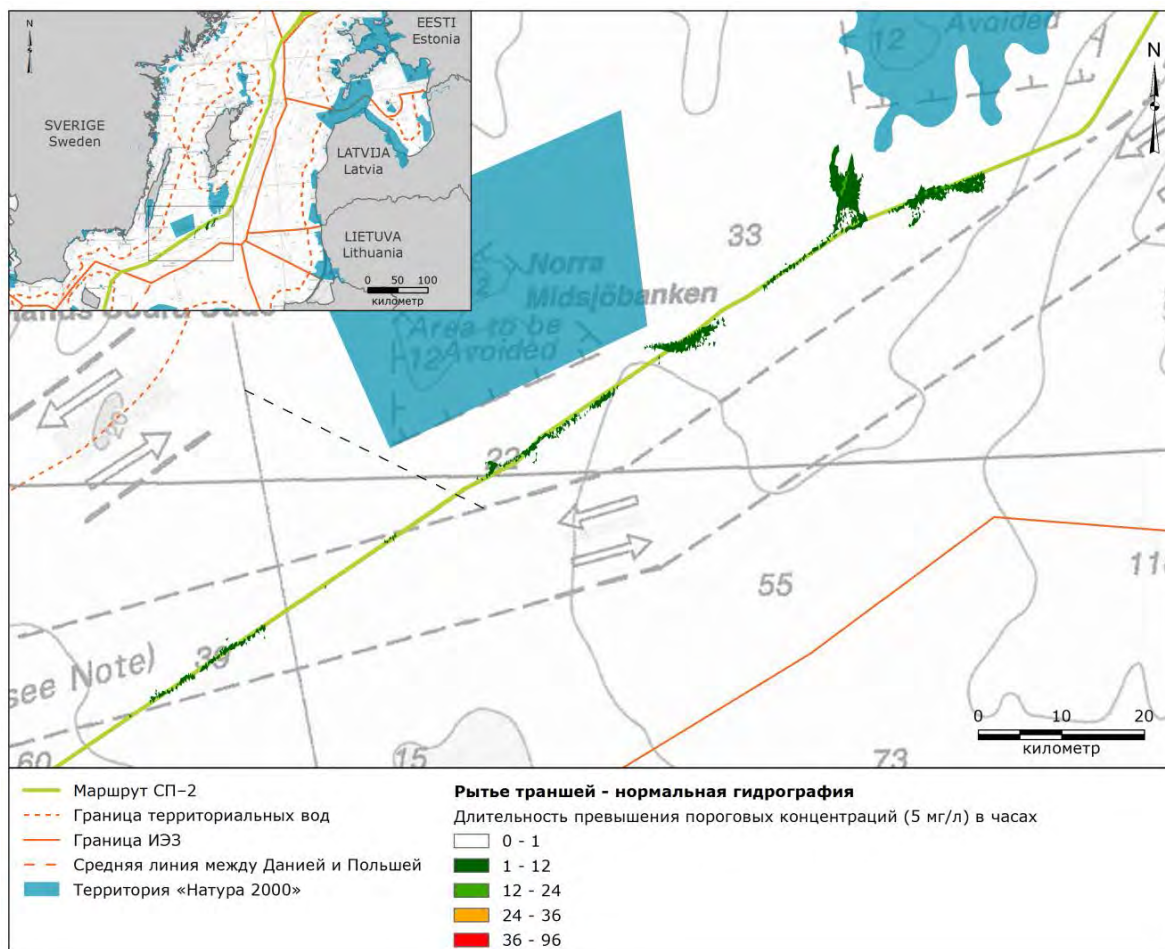 N
EESTI
Estonia
SVERIGE
Sweden
LATVIJA
Latvia
LIETUVA
Lithuania
0 50 100
километр
Avoided
12
N
33
Norra
Midsjöbanken
Area to be
12 Avoided
22
55
39
see Note)
60
15
73
0 10 20
километр
Маршрут СП-2
Граница территориальных вод
Граница ИЭЗ
Средняя линия между Данией и Польшей
Территория «Натура 2000»
Рытье траншей - нормальная гидрография
Длительность превышения пороговых концентраций (5 мг/л) в часах
0 - 1
1 - 12
12 - 24
24 - 36
36 - 96